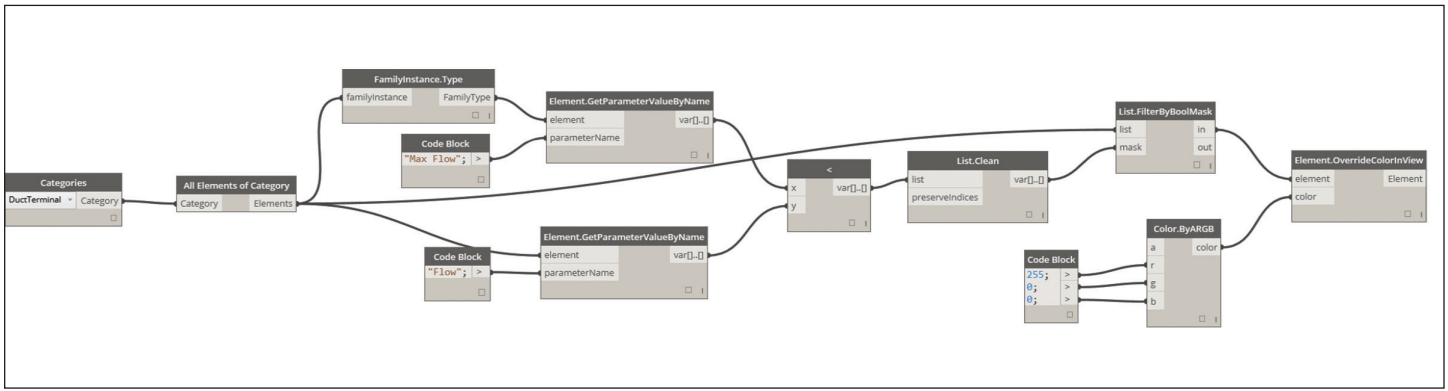 Categories
DuctTerminal Category
All Elements of Category
Category Elements
FamilyInstance.Type
familyInstance FamilyType
Code Block
"Max Flow"; >
Element.GetParameterValueByName
element var[]..[]
parameterName
Code Block
"Flow"; >
Element.GetParameterValueByName
element var[]..[]
parameterName
<
x var[]..[]
y
List.Clean
list var[]..[]
preserveIndices
List.FilterByBoolMask
list in
mask out
Code Block
255; >
0; >
0; >
Color.ByARGB
a color
r
g
b
Element.OverrideColorInView
element Element
color